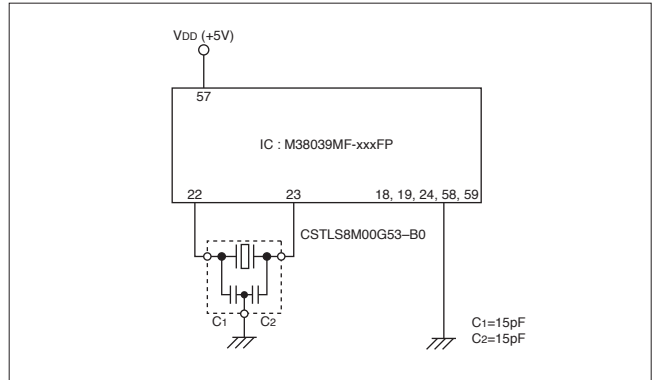 VDD (+5V)
57
IC : M38039MF-xxxFP
22
23
18, 19, 24, 58, 59
CSTLS8M00G53–B0
C1
C2
C1=15pF
C2=15pF